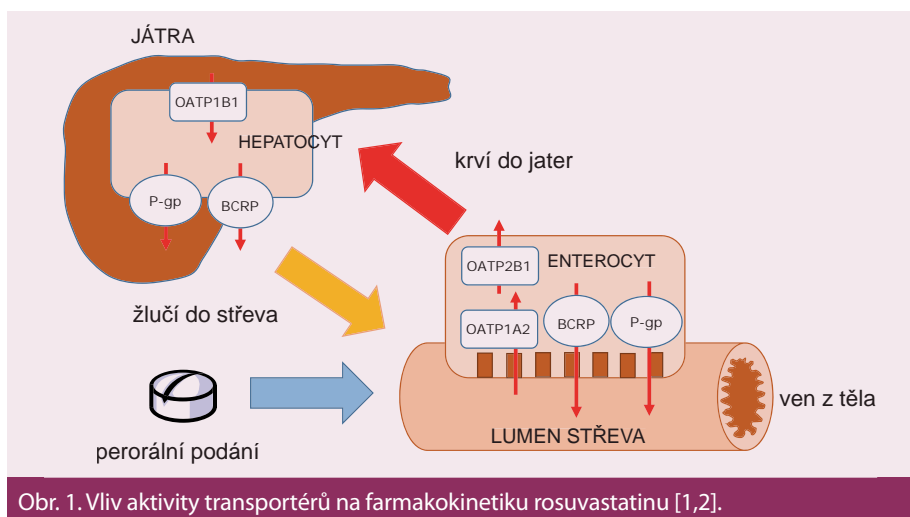 JÁTRA
OATP1B1
HEPATOCYT
P-gp
BCRP
krví do jater
OATP2B1
ENTEROCYT
žlučí do střeva
OATP1A2
BCRP
P-gp
perorální podání
LUMEN STŘEVA
ven z těla
Obr. 1. Vliv aktivity transportérů na farmakokinetiku rosuvastatinu [1,2].